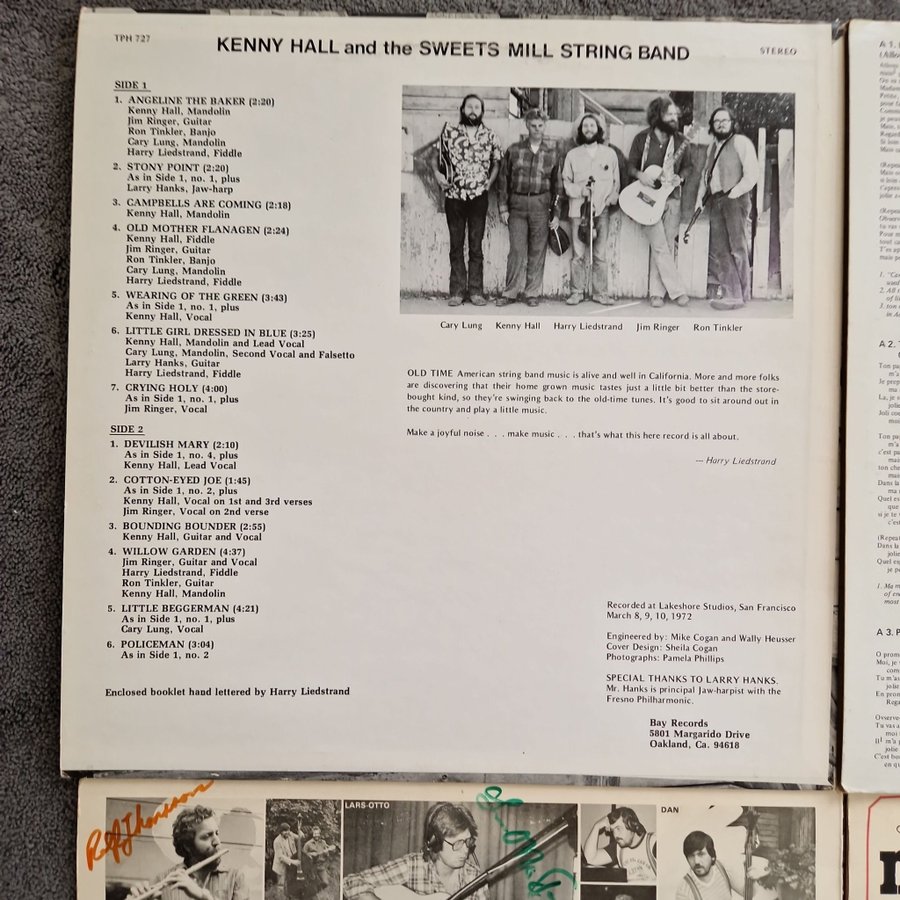 TPH 727
KENNY HALL and the SWEETS MILL STRING BAND
STEREO
SIDE 1
1. ANGELINE THE BAKER (2:20)
Kenny Hall, Mandolin
Jim Ringer, Guitar
Ron Tinkler, Banjo
Cary Lung, Mandolin
Harry Liedstrand, Fiddle
2. STONY POINT (2:20)
As in Side 1, no. 1, plus
Larry Hanks, Jaw-harp
3. CAMPBELLS ARE COMING (2:18)
Kenny Hall, Mandolin
4. OLD MOTHER FLANAGEN (2:24)
Kenny Hall, Fiddle
Jim Ringer, Guitar
Ron Tinkler, Banjo
Cary Lung, Mandolin
Harry Liedstrand, Fiddle
5. WEARING OF THE GREEN (3:43)
As in Side 1, no. 1, plus
Kenny Hall, Vocal
6. LITTLE GIRL DRESSED IN BLUE (3:25)
Kenny Hall, Mandolin and Lead Vocal
Cary Lung, Mandolin, Second Vocal and Falsetto
Larry Hanks, Guitar
Harry Liedstrand, Fiddle
7. CRYING HOLY (4:00)
As in Side 1, no. 1, plus
Jim Ringer, Vocal
SIDE 2
1. DEVILISH MARY (2:10)
As in Side 1, no. 4, plus
Kenny Hall, Lead Vocal
2. COTTON-EYED JOE (1:45)
As in Side 1, no. 2, plus
Kenny Hall, Vocal on 1st and 3rd verses
Jim Ringer, Vocal on 2nd verse
3. BOUNDING BOUNDER (2:55)
Kenny Hall, Guitar and Vocal
4. WILLOW GARDEN (4:37)
Jim Ringer, Guitar and Vocal
Harry Liedstrand, Fiddle
Ron Tinkler, Guitar
Kenny Hall, Mandolin
5. LITTLE BEGGERMAN (4:21)
As in Side 1, no. 1, plus
Cary Lung, Vocal
6. POLICEMAN (3:04)
As in Side 1, no. 2
Enclosed booklet hand lettered by Harry Liedstrand
Cary Lung Kenny Hall Harry Liedstrand Jim Ringer Ron Tinkler
OLD TIME American string band music is alive and well in California. More and more folks
are discovering that their home grown music tastes just a little bit better than the store-
bought kind, so they're swinging back to the old-time tunes. It's good to sit around out in
the country and play a little music.
Make a joyful noise . . . make music . . . that's what this here record is all about.
— Harry Liedstrand
Recorded at Lakeshore Studios, San Francisco
March 8, 9, 10, 1972
Engineered by: Mike Cogan and Wally Heusser
Cover Design: Sheila Cogan
Photographs: Pamela Phillips
SPECIAL THANKS TO LARRY HANKS.
Mr. Hanks is principal Jaw-harpist with the
Fresno Philharmonic.
Bay Records
5801 Margarido Drive
Oakland, Ca. 94618
A 1.
A 2.
A 3. P
LARS-OTTO
DAN